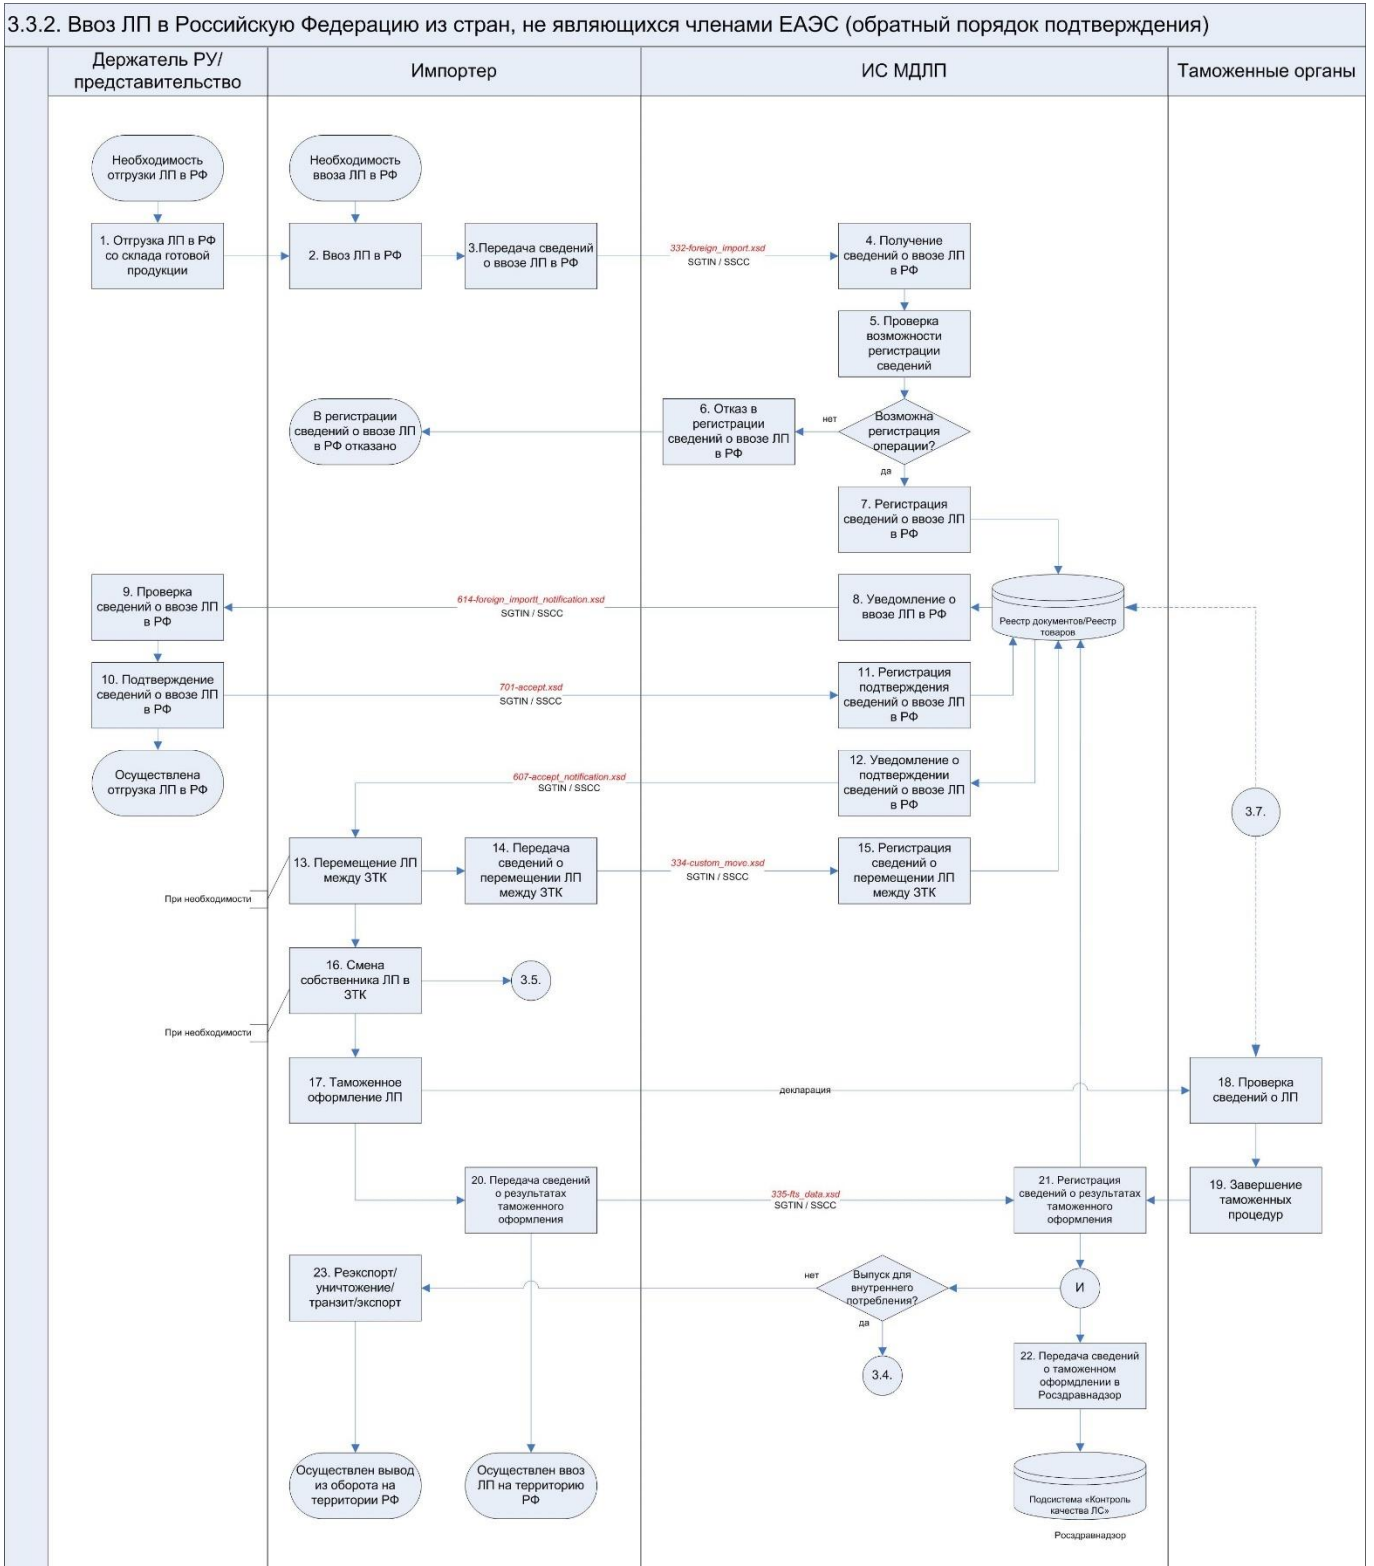 3.3.2. Ввоз ЛП в Российскую Федерацию из стран, не являющихся членами ЕАЭС (обратный порядок подтверждения)
Держатель РУ/
представительство
Импортер
ИС МДЛП
Таможенные органы
Необходимость
отгрузки ЛП в РФ
Необходимость
ввоза ЛП в РФ
1. Отгрузка ЛП в РФ
со склада готовой
продукции
2. Ввоз ЛП в РФ
3.Передача сведений
о ввозе ЛП в РФ
332-foreign_import.xsd
SGTIN / SSCC
4. Получение
сведений о ввозе ЛП
в РФ
5. Проверка
возможности
регистрации
сведений
В регистрации
сведений о ввозе ЛП
в РФ отказано
6. Отказ в
регистрации
сведений о ввозе ЛП
в РФ
нет
Возможна
регистрация
операции?
да
7. Регистрация
сведений о ввозе ЛП
в РФ
9. Проверка
сведений о ввозе ЛП
в РФ
614-foreign_importt_notification.xsd
SGTIN / SSCC
8. Уведомление о
ввозе ЛП в РФ
Реестр документов/Реестр
товаров
10. Подтверждение
сведений о ввозе ЛП
в РФ
701-accept.xsd
SGTIN / SSCC
11. Регистрация
подтверждения
сведений о ввозе ЛП
в РФ
Осуществлена
отгрузка ЛП в РФ
607-accept_notification.xsd
SGTIN / SSCC
12. Уведомление о
подтверждении
сведений о ввозе ЛП
в РФ
3.7.
13. Перемещение ЛП
между ЗТК
14. Передача
сведений о
перемещении ЛП
между ЗТК
334-custom_move.xsd
SGTIN / SSCC
15. Регистрация
сведений о
перемещении ЛП
между ЗТК
При необходимости
16. Смена
собственника ЛП в
ЗТК
3.5.
При необходимости
17. Таможенное
оформление ЛП
декларация
18. Проверка
сведений о ЛП
20. Передача сведений
о результатах
таможенного
оформления
335-fts_data.xsd
SGTIN / SSCC
21. Регистрация
сведений о результатах
таможенного
оформления
19. Завершение
таможенных
процедур
23. Реэкспорт/
уничтожение/
транзит/экспорт
нет
Выпуск для
внутреннего
потребления?
да
И
3.4.
22. Передача сведений
о таможенном
оформдлении в
Росздравнадзор
Осуществлен вывод
из оборота на
территории РФ
Осуществлен ввоз
ЛП на территорию
РФ
Подсистема «Контроль
качества ЛС»
Росздравнадзор